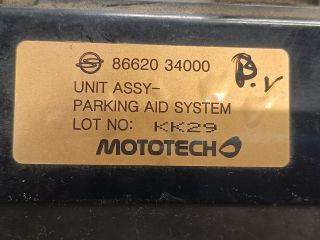 86620 34000
UNIT ASSY-
PARKING AID SYSTEM
LOT NO: KK29
MOTOTECH